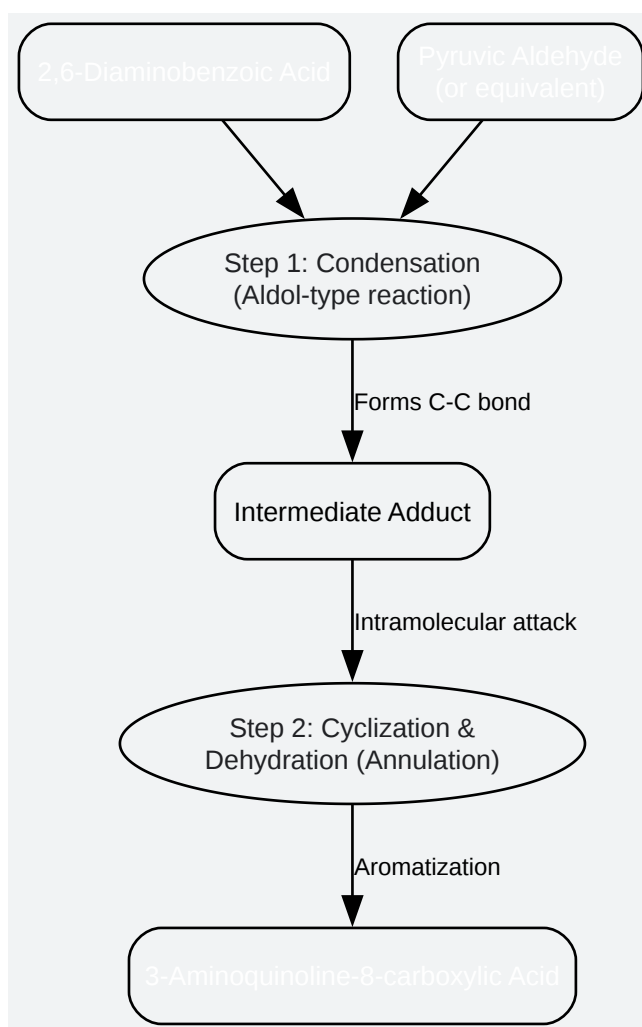 2,6-Diaminobenzoic Acid
Pyruvic Aldehyde
(or equivalent)
Step 1: Condensation
(Aldol-type reaction)
Forms C-C bond
Intermediate Adduct
Intramolecular attack
Step 2: Cyclization &
Dehydration (Annulation)
Aromatization
3-Aminoquinoline-8-carboxylic Acid